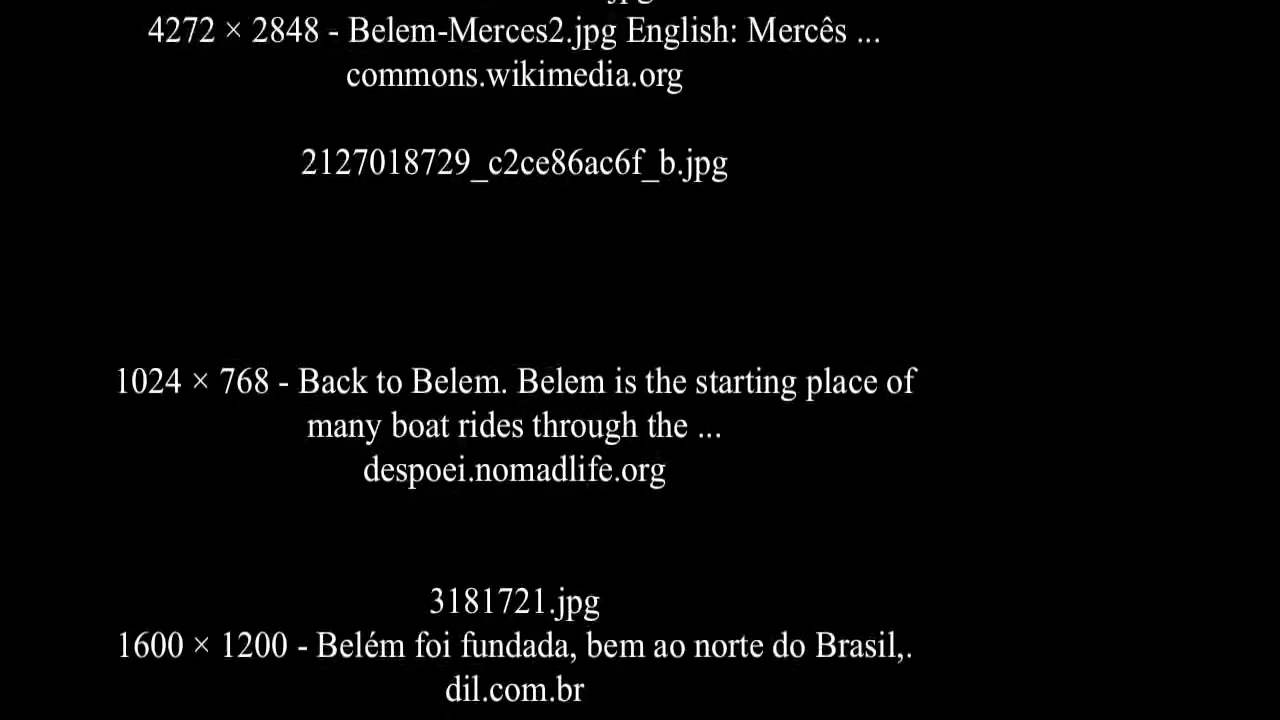 4272 × 2848 - Belem-Merces2.jpg English: Mercês ...
commons.wikimedia.org
2127018729_c2ce86ac6f_b.jpg
1024 × 768 - Back to Belem. Belem is the starting place of
many boat rides through the ...
despoei.nomadlife.org
3181721.jpg
1600 × 1200 - Belém foi fundada, bem ao norte do Brasil,.
dil.com.br